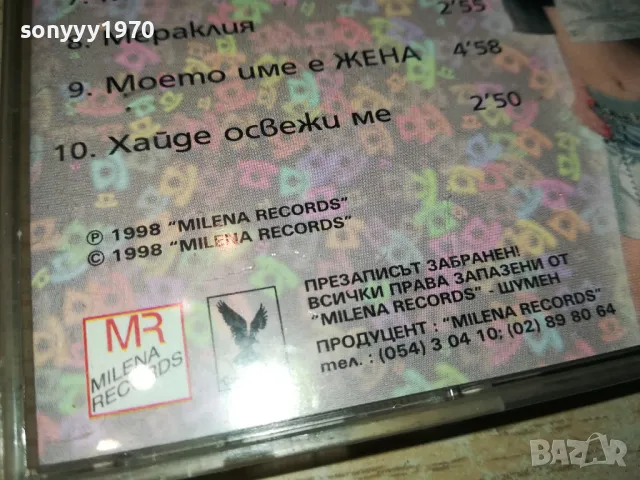 sonyyy1970
2’55
8. Мераклия
9. Моето име е ЖЕНА 4’58
10. Хайде освежи ме 2’50
℗ 1998 “MILENA RECORDS”
© 1998 “MILENA RECORDS”
ПРЕЗАПИСЪТ ЗАБРАНЕН!
ВСИЧКИ ПРАВА ЗАПАЗЕНИ ОТ
“MILENA RECORDS” - ШУМЕН
ПРОДУЦЕНТ : “MILENA RECORDS”
тел. : (054) 3 04 10; (02) 89 80 64
MR
MILENA
RECORDS
BAZAR
bg